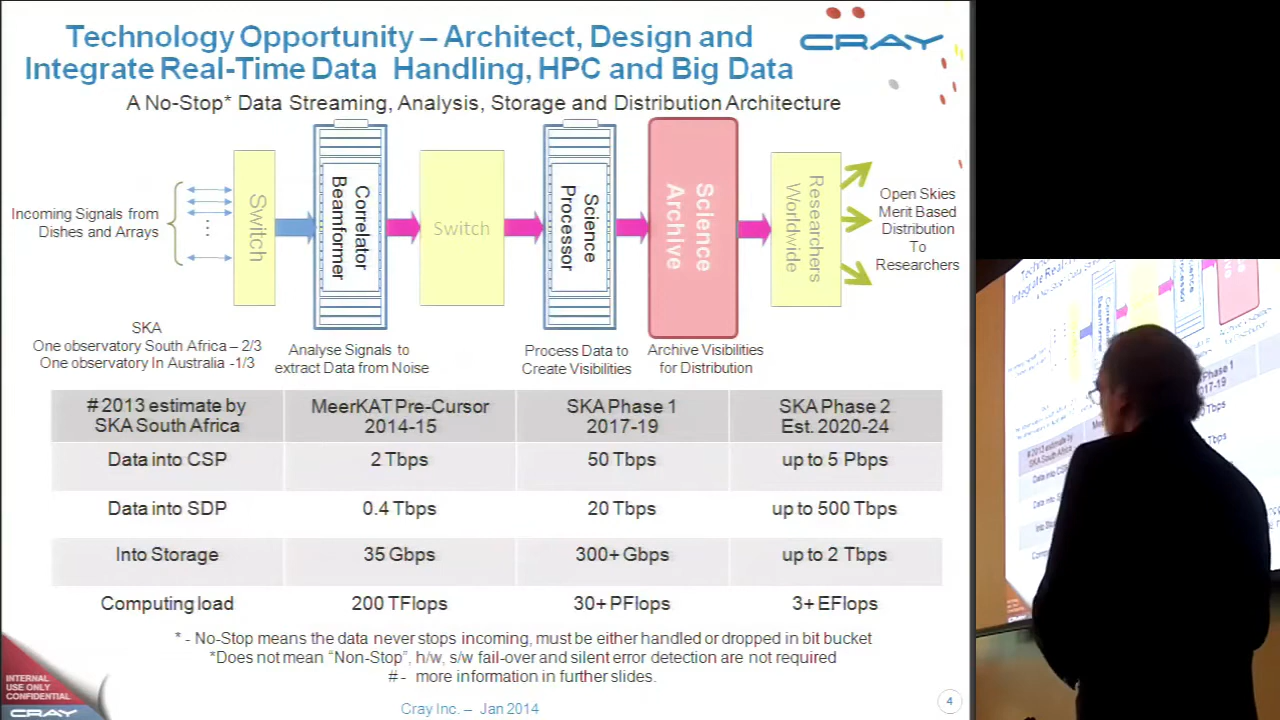 Technology Opportunity – Architect, Design and
Integrate Real-Time Data Handling, HPC and Big Data
CRAY
A No-Stop* Data Streaming, Analysis, Storage and Distribution Architecture
Incoming Signals from
Dishes and Arrays
Switch
Correlator
Beamformer
Switch
Science
Processor
Science
Archive
Researchers
Worldwide
Open Skies
Merit Based
Distribution
To
Researchers
SKA
One observatory South Africa – 2/3
One observatory In Australia -1/3
Analyse Signals to
extract Data from Noise
Process Data to
Create Visibilities
Archive Visibilities
for Distribution
# 2013 estimate by
SKA South Africa
MeerKAT Pre-Cursor
2014-15
SKA Phase 1
2017-19
SKA Phase 2
Est. 2020-24
Data into CSP
2 Tbps
50 Tbps
up to 5 Pbps
Data into SDP
0.4 Tbps
20 Tbps
up to 500 Tbps
Into Storage
35 Gbps
300+ Gbps
up to 2 Tbps
Computing load
200 TFlops
30+ PFlops
3+ EFlops
* - No-Stop means the data never stops incoming, must be either handled or dropped in bit bucket
*Does not mean “Non-Stop”, h/w, s/w fail-over and silent error detection are not required
# - more information in further slides.
INTERNAL
USE ONLY
CONFIDENTIAL
CRAY
Cray Inc. – Jan 2014
4